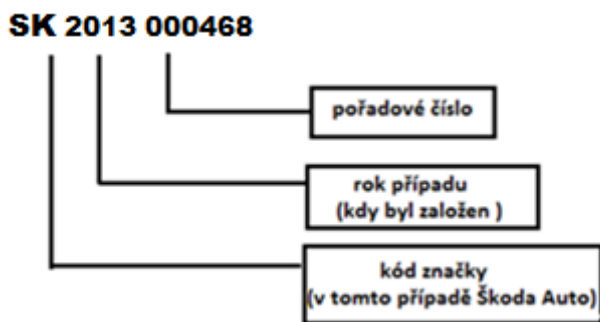 SK 2013 000468
pořadové číslo
rok případu
(kdy byl založen )
kód značky
(v tomto případě Škoda Auto)